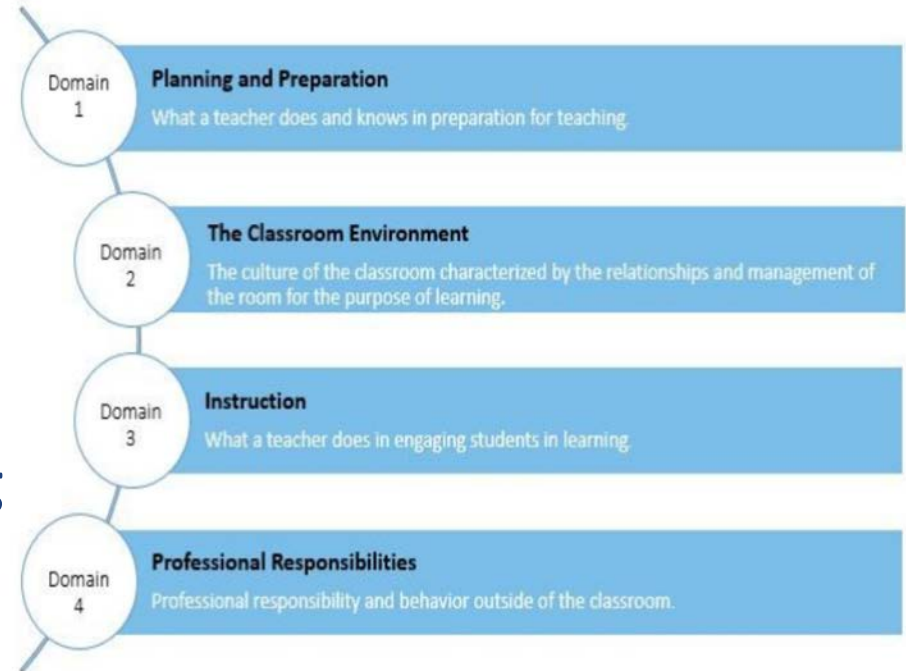 Domain
1
Planning and Preparation
What a teacher does and knows in preparation for teaching.
Domain
2
The Classroom Environment
The culture of the classroom characterized by the relationships and management of
the room for the purpose of learning.
Domain
3
Instruction
What a teacher does in engaging students in learning.
Domain
4
Professional Responsibilities
Professional responsibility and behavior outside of the classroom.